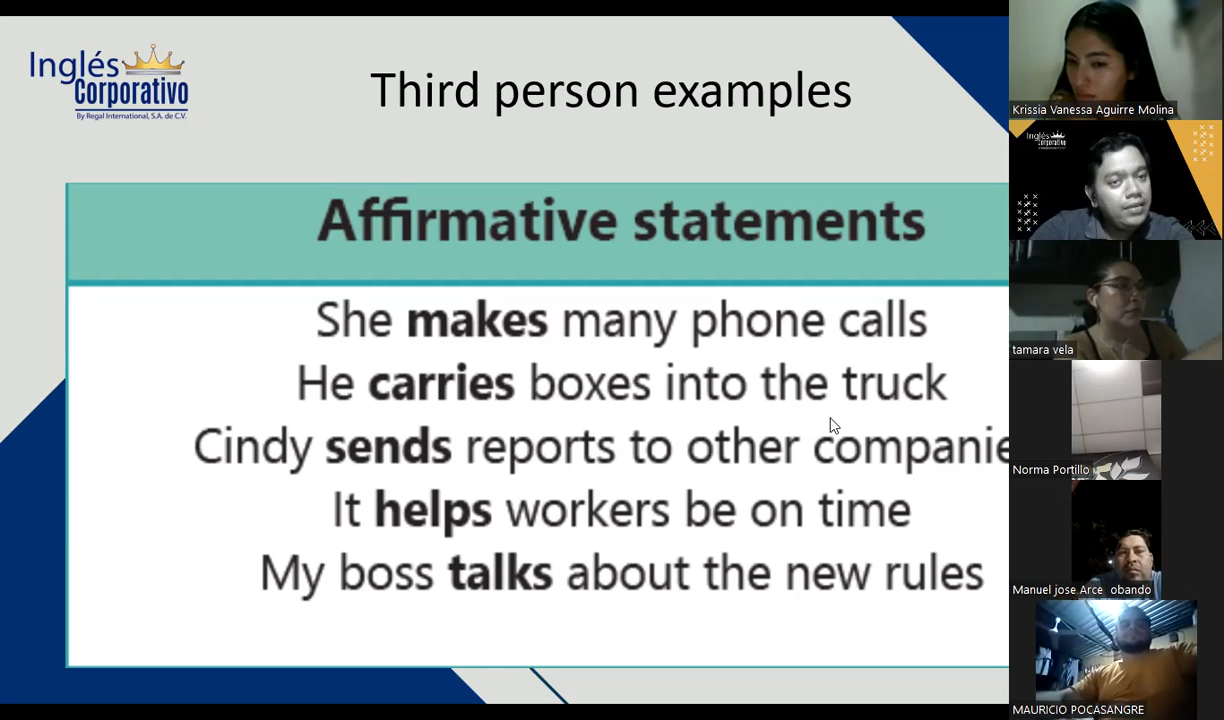 Inglés
Corporativo
By Regal International, S.A. de C.V.
Third person examples
Affirmative statements
She makes many phone calls
He carries boxes into the truck
Cindy sends reports to other companie
It helps workers be on time
My boss talks about the new rules
Krissia Vanessa Aguirre Molina
Inglés
Corporativo
tamara vela
Norma Portillo
Manuel jose Arce obando
MAURICIO POCASANGRE